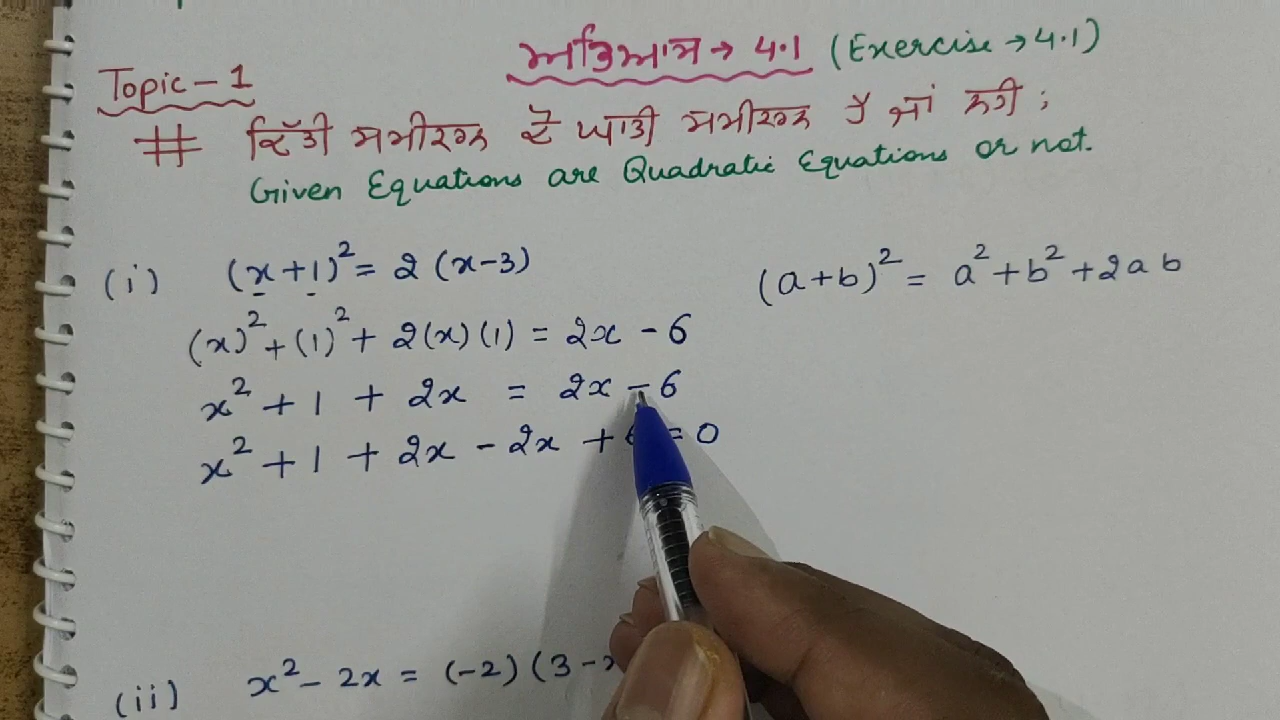 ਅਭਿਆਸ → 4.1 (Exercise → 4.1)
Topic - 1
# ਦਿੱਤੀ ਸਮੀਕਰਨ ਦੋ ਘਾਤੀ ਸਮੀਕਰਨ ਹੈ ਜਾਂ ਨਹੀਂ ;
Given Equations are Quadratic Equations or not.
(i) (x+1)² = 2 (x-3)
(a+b)² = a² + b² + 2ab
(x)² + (1)² + 2(x)(1) = 2x - 6
x² + 1 + 2x = 2x - 6
x² + 1 + 2x - 2x + 6 = 0
(ii) x² - 2x = (-2) (3-